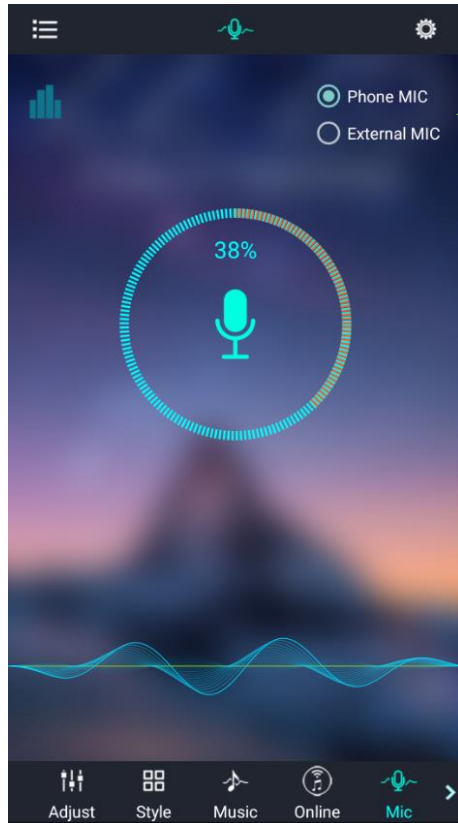 Phone MIC
External MIC
38%
Adjust
Style
Music
Online
Mic